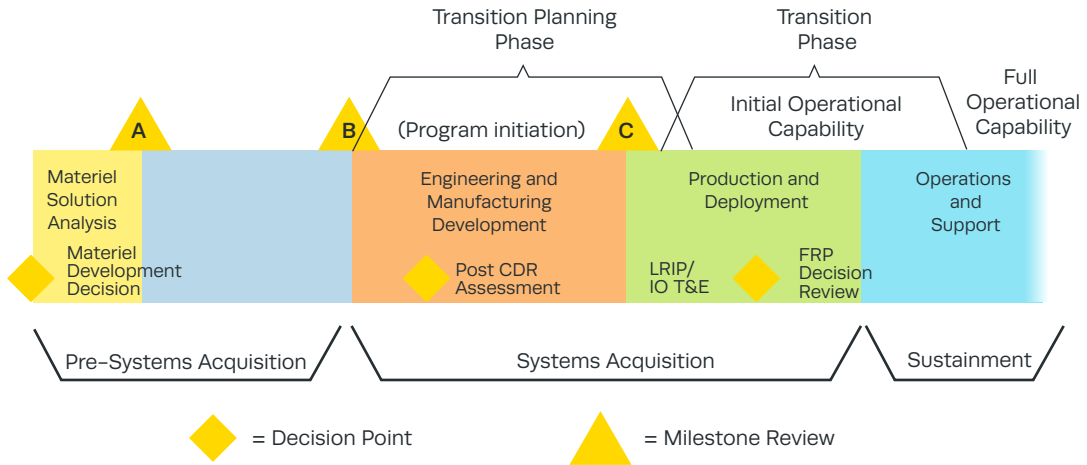 Transition Planning
Phase
Transition
Phase
Full
Operational
Capability
Initial Operational
Capability
A
B
(Program initiation)
C
Materiel
Solution
Analysis
Engineering and
Manufacturing
Development
Production and
Deployment
Operations
and
Support
Materiel
Development
Decision
Post CDR
Assessment
LRIP/
IO T&E
FRP
Decision
Review
Pre-Systems Acquisition
Systems Acquisition
Sustainment
= Decision Point
= Milestone Review